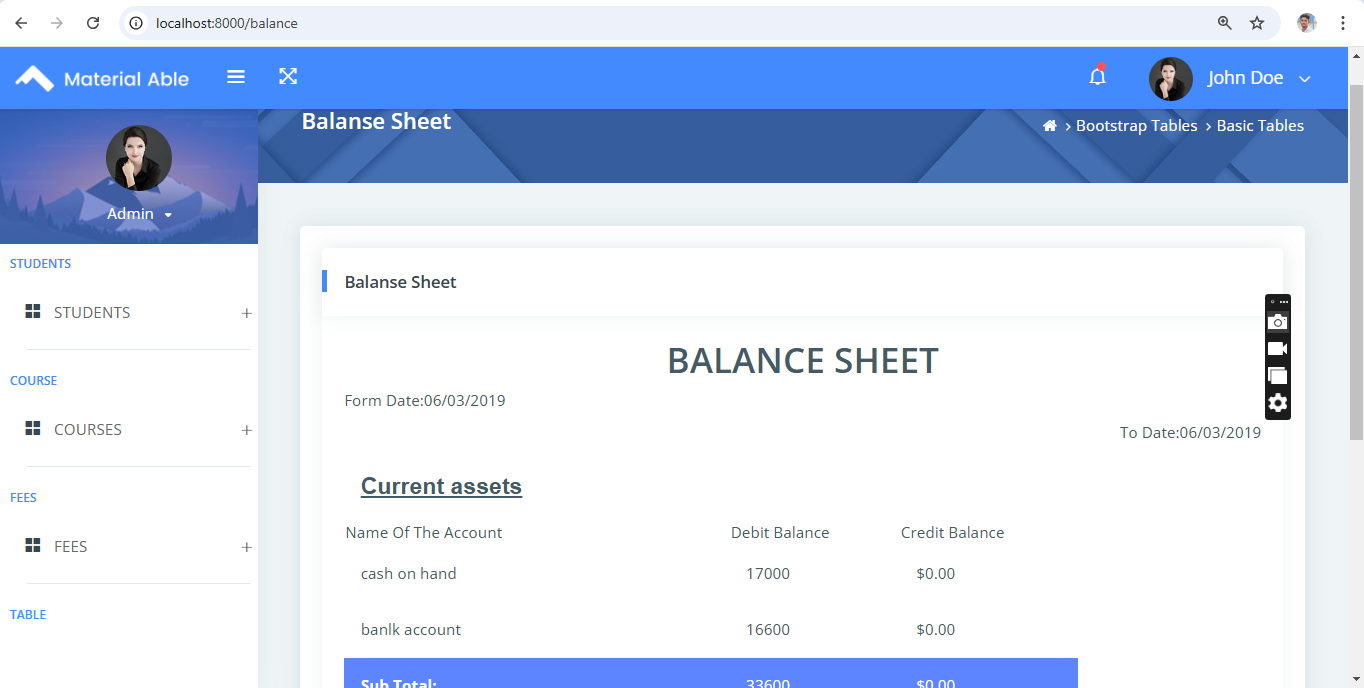 localhost:8000/balance
Material Able
John Doe
Balanse Sheet
Bootstrap Tables › Basic Tables
Admin
STUDENTS
STUDENTS
COURSE
COURSES
FEES
FEES
TABLE
Balanse Sheet
BALANCE SHEET
Form Date:06/03/2019
To Date:06/03/2019
Current assets
Name Of The Account Debit Balance Credit Balance
cash on hand 17000 $0.00
banlk account 16600 $0.00
Sub Total: 33600 $0.00